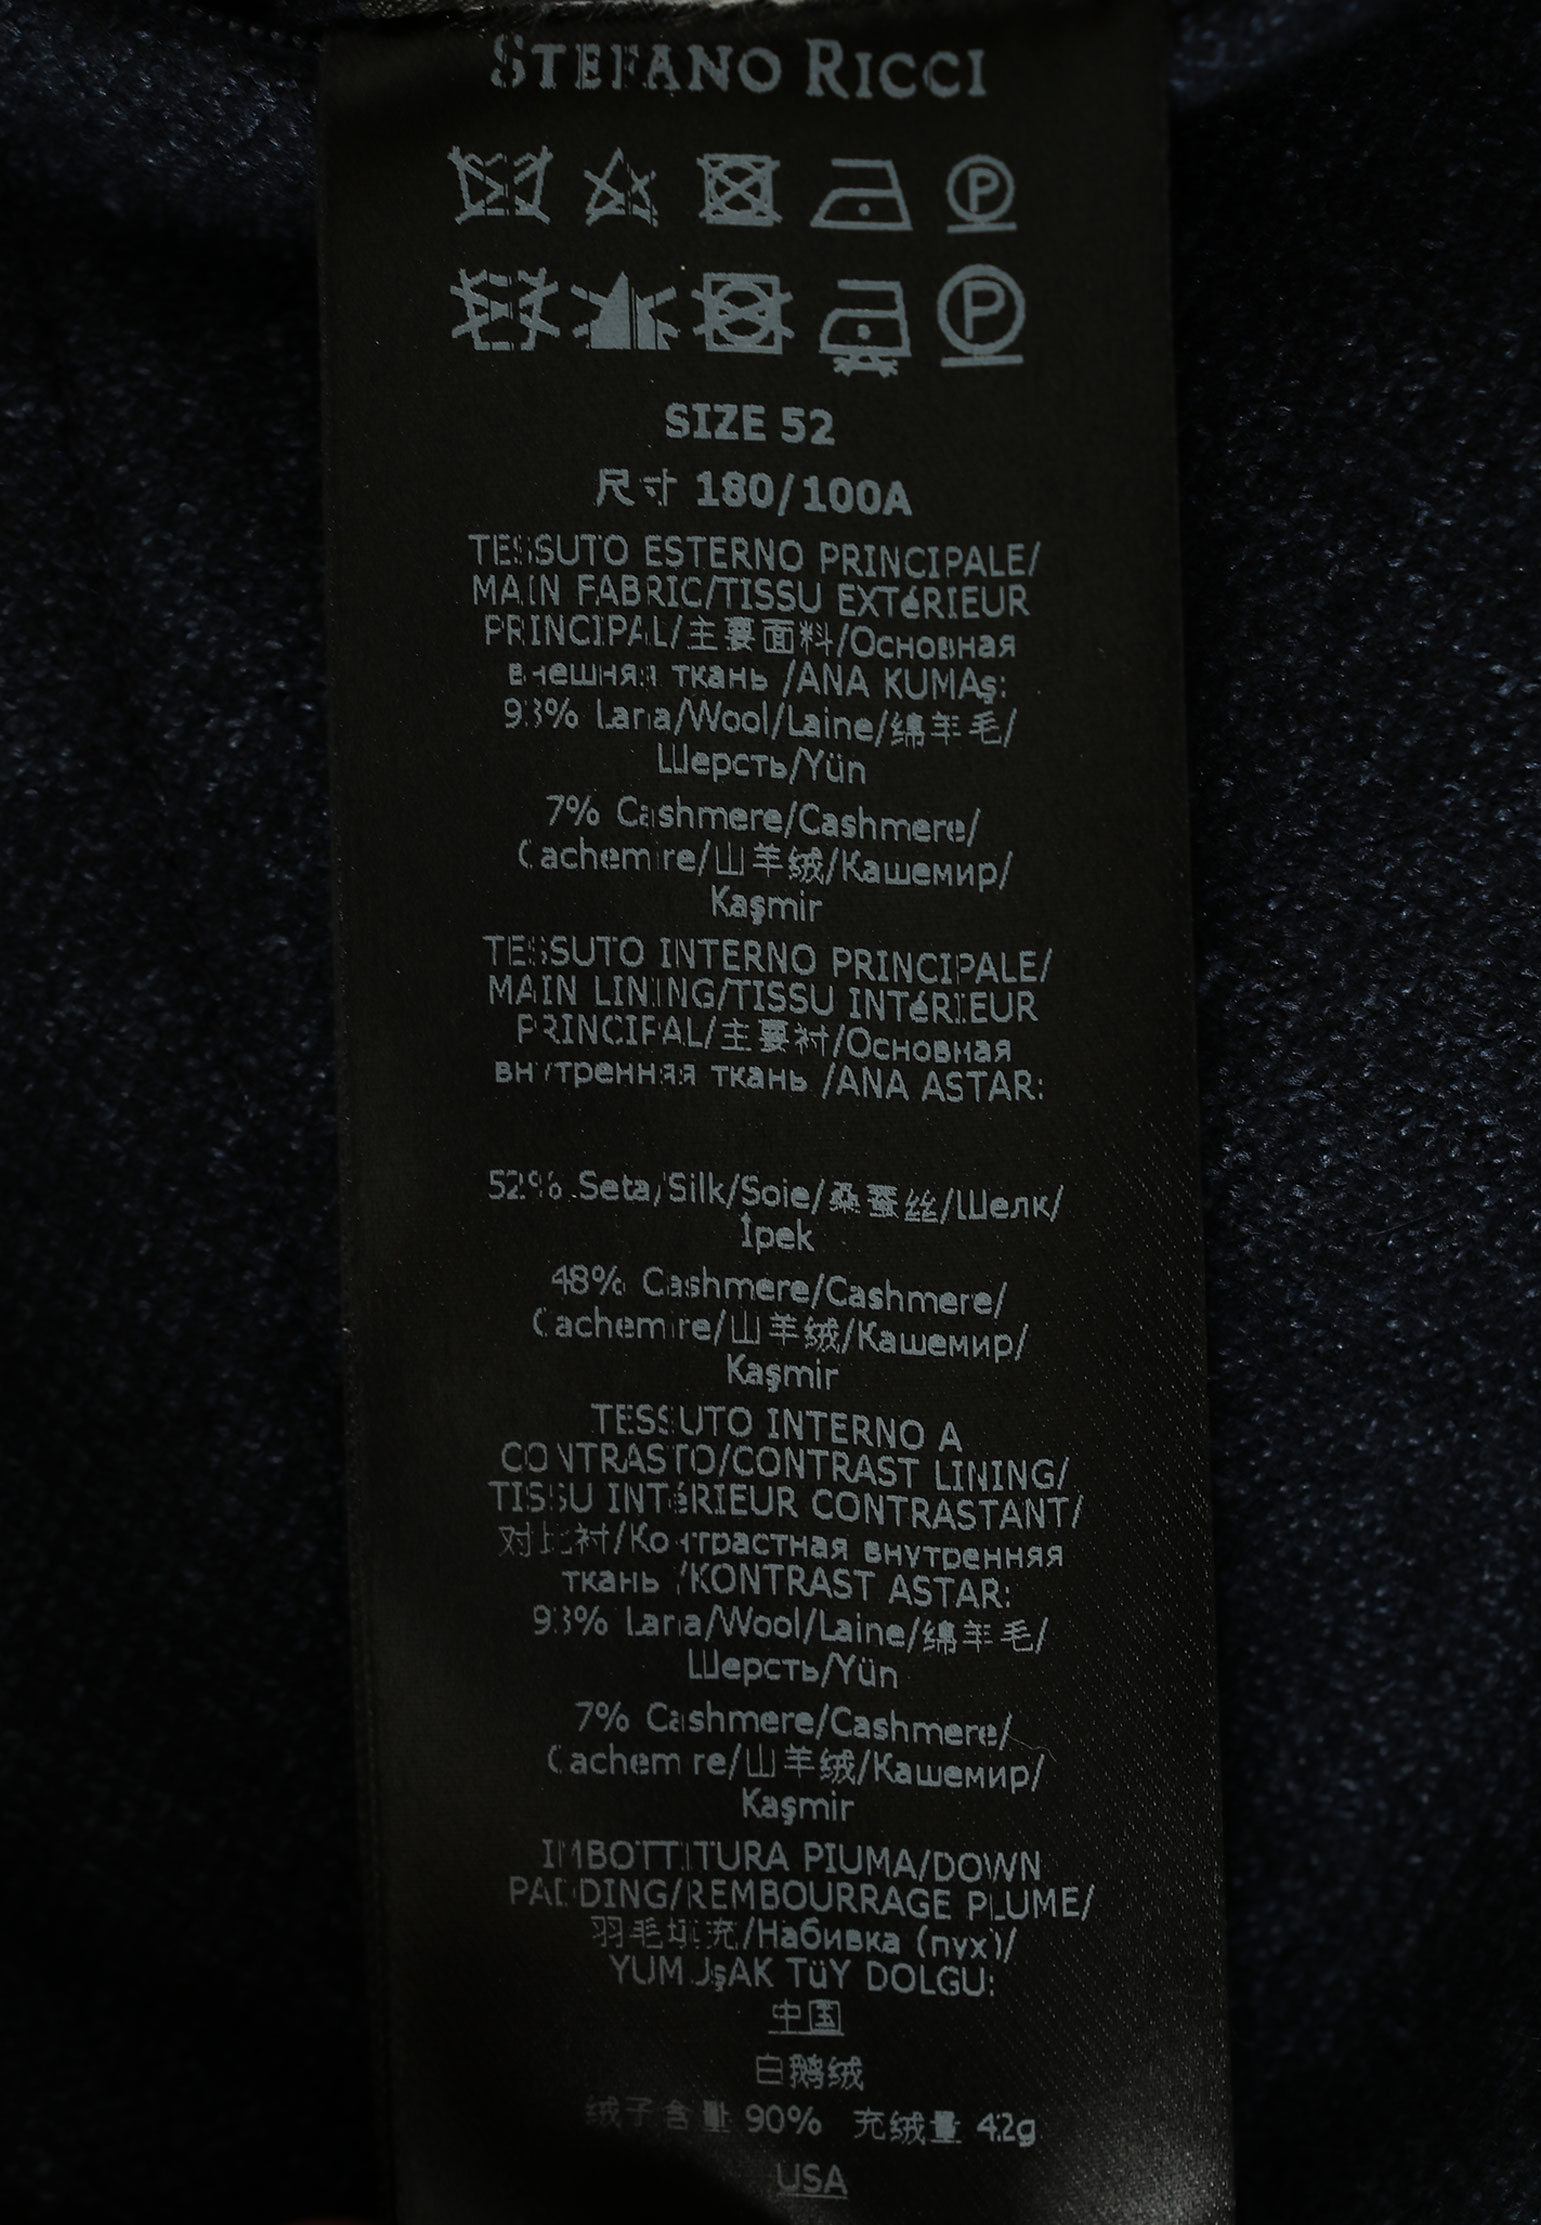 STEFANO RICCI
P
P
SIZE 52
尺寸 180/100A
TESSUTO ESTERNO PRINCIPALE/
MAIN FABRIC/TISSU EXTéRIEUR
PRINCIPAL/主要面料/Основная
внешняя ткань /ANA KUMAş:
93% Lana/Wool/Laine/绵羊毛/
Шерсть/Yün
7% Cashmere/Cashmere/
Cachemire/山羊绒/Кашемир/
Kaşmir
TESSUTO INTERNO PRINCIPALE/
MAIN LINING/TISSU INTéRIEUR
PRINCIPAL/主要衬/Основная
внутренняя ткань /ANA ASTAR:
52% Seta/Silk/Soie/桑蚕丝/Шелк/
İpek
48% Cashmere/Cashmere/
Cachemire/山羊绒/Кашемир/
Kaşmir
TESSUTO INTERNO A
CONTRASTO/CONTRAST LINING/
TISSU INTéRIEUR CONTRASTANT/
对比衬/Контрастная внутренняя
ткань /KONTRAST ASTAR:
93% Lana/Wool/Laine/绵羊毛/
Шерсть/Yün
7% Cashmere/Cashmere/
Cachemire/山羊绒/Кашемир/
Kaşmir
IMBOTTITURA PIUMA/DOWN
PADDING/REMBOURRAGE PLUME/
羽毛填充/Набивка (пух)/
YUMUşAK TüY DOLGU:
中国
白鹅绒
绒子含量 90% 充绒量 42g
USA